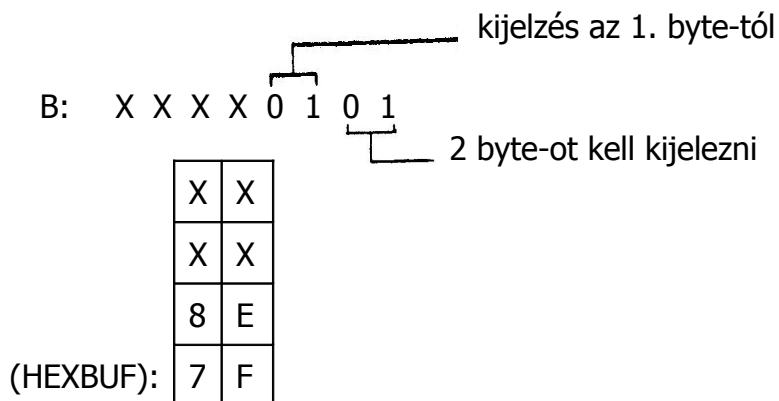 kijelzés az 1. byte-tól
B: X X X X 0 1 0 1
2 byte-ot kell kijelezni
X X
X X
8 E
(HEXBUF): 7 F